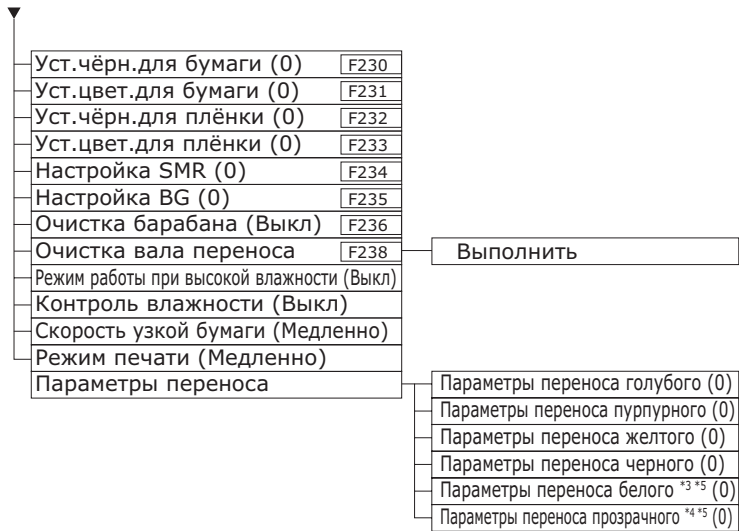 Уст.чёрн.для бумаги (0) F230
Уст.цвет.для бумаги (0) F231
Уст.чёрн.для плёнки (0) F232
Уст.цвет.для плёнки (0) F233
Настройка SMR (0) F234
Настройка BG (0) F235
Очистка барабана (Выкл) F236
Очистка вала переноса F238 Выполнить
Режим работы при высокой влажности (Выкл)
Контроль влажности (Выкл)
Скорость узкой бумаги (Медленно)
Режим печати (Медленно)
Параметры переноса Параметры переноса голубого (0)
Параметры переноса пурпурного (0)
Параметры переноса желтого (0)
Параметры переноса черного (0)
Параметры переноса белого *3 *5 (0)
Параметры переноса прозрачного *4 *5 (0)